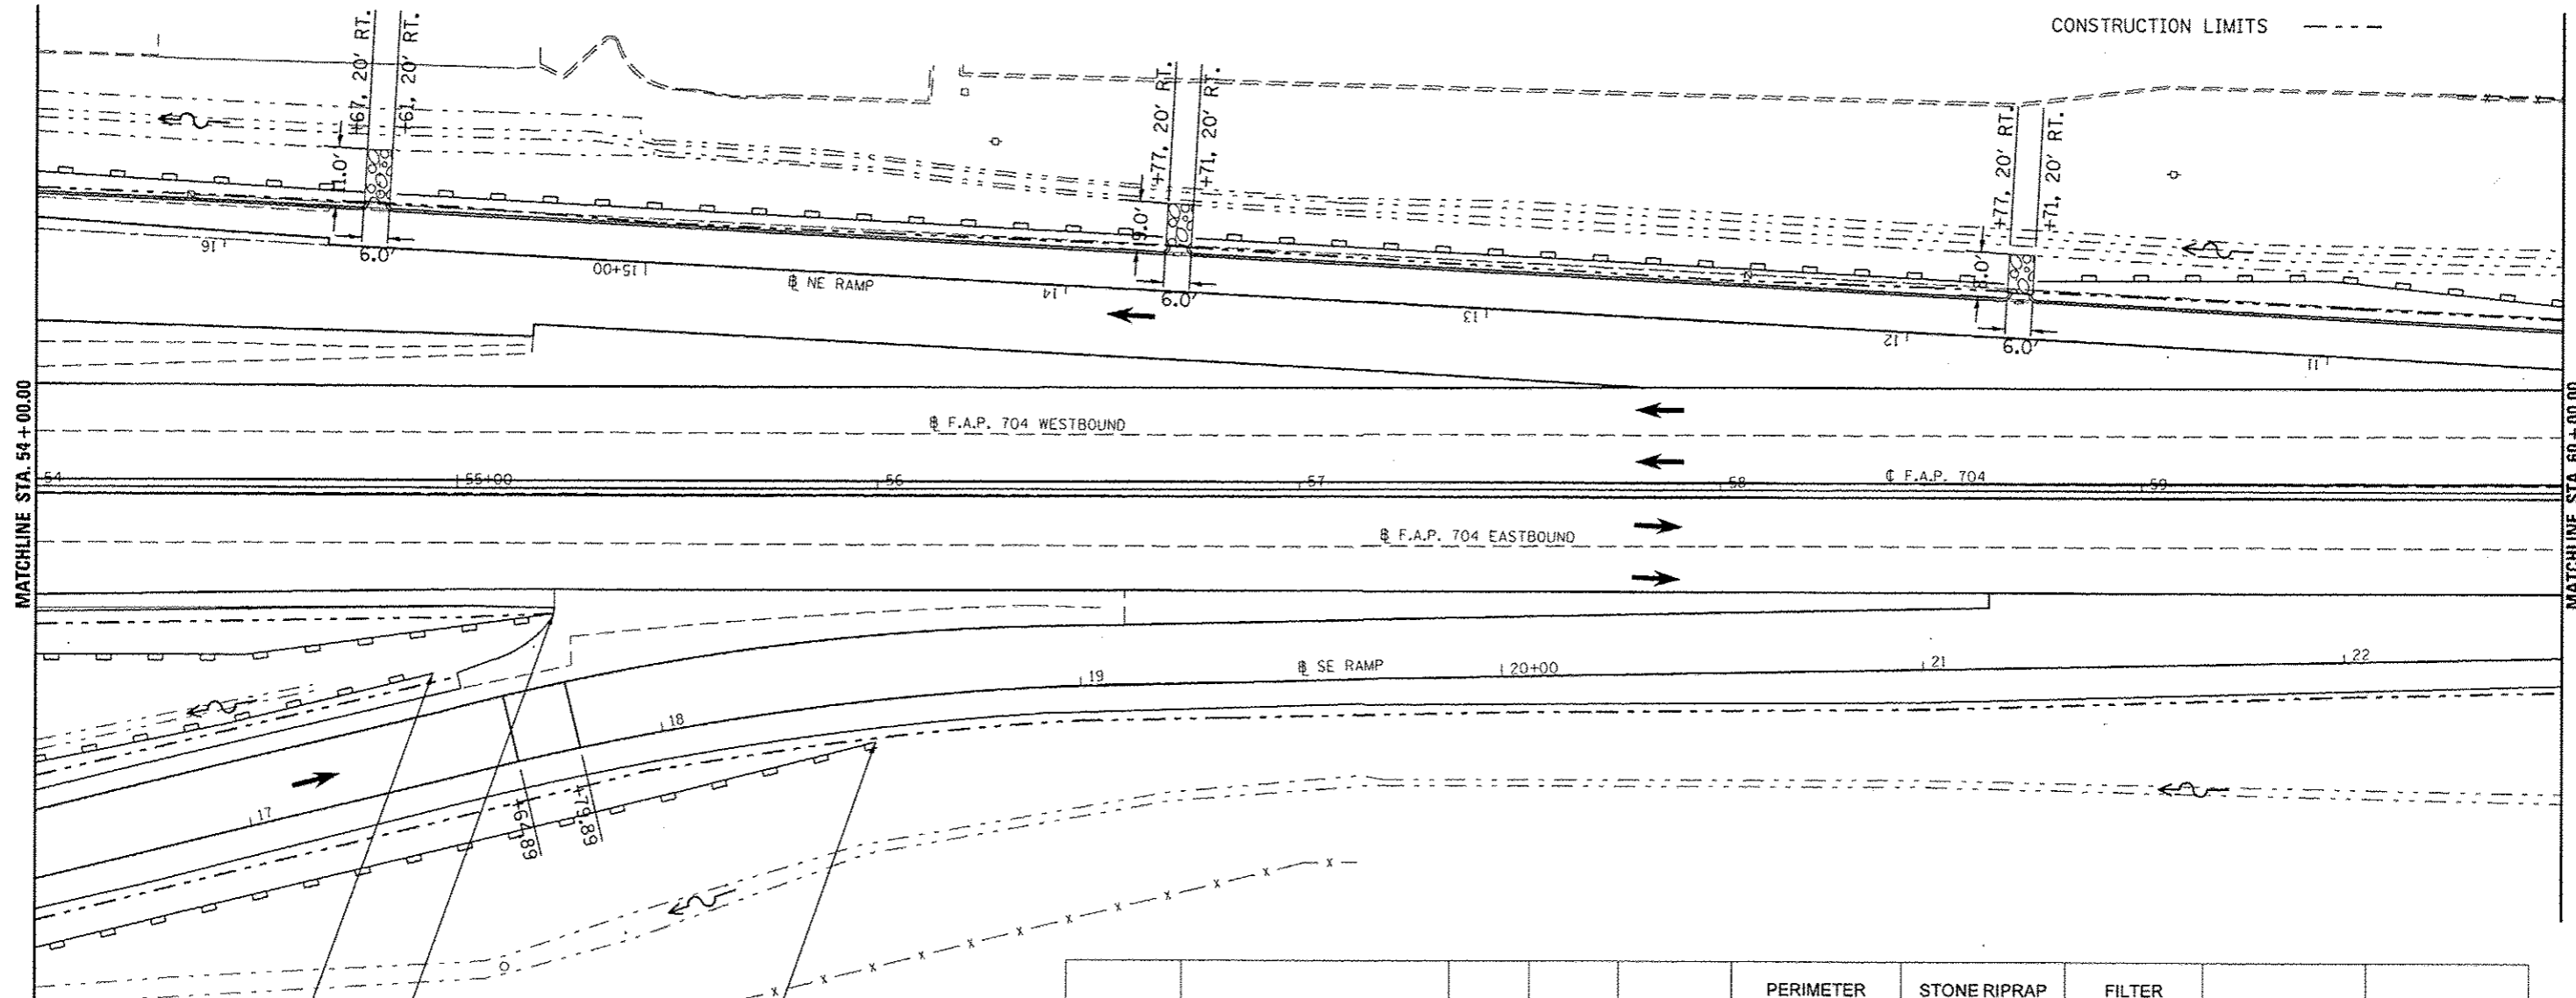 CONSTRUCTION LIMITS
+67, 20' RT.
+61, 20' RT.
+77, 20' RT.
+71, 20' RT.
+77, 20' RT.
+71, 20' RT.
9.0'
6.0'
6.0'
6.0'
16
15+00
14
13
12
11
℄ NE RAMP
MATCHLINE STA. 54+00.00
MATCHLINE STA. 60+00.00
F.A.P. 704 WESTBOUND
54
55+00
56
57
58
59
℄ F.A.P. 704
F.A.P. 704 EASTBOUND
SE RAMP
17
18
19
20+00
21
22
+64.89
+79.89
PERIMETER
STONE RIPRAP
FILTER